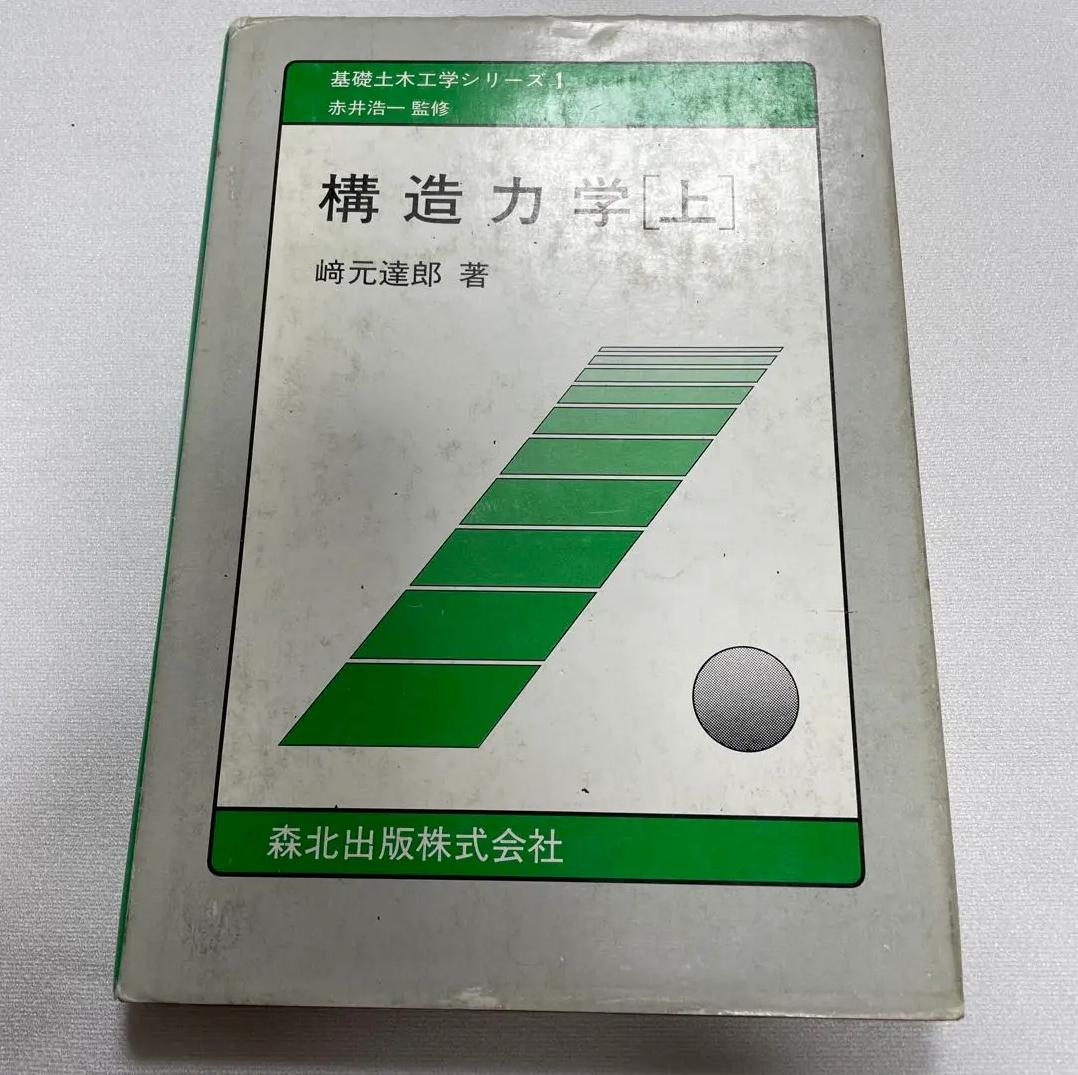 基礎土木工学シリーズ 1
赤井浩一 監修
構造力学[上]
﨑元達郎 著
森北出版株式会社